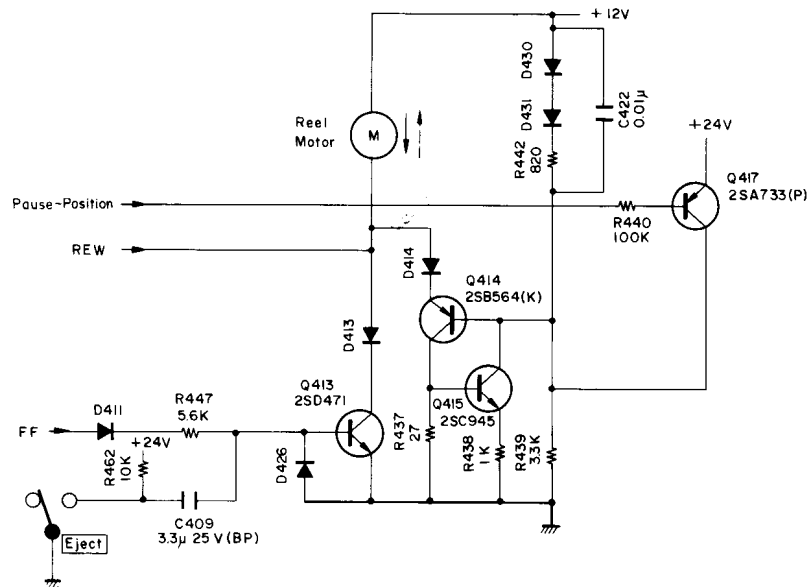 +12V
D430
D431
C422
0.01μ
R442
820
+24V
Reel
Motor
M
Q417
2SA733(P)
Pause-Position
R440
100K
REW
D414
Q414
2SB564(K)
D413
Q413
2SD471
Q415
2SC945
D411
R447
5.6K
FF
+24V
R462
10K
D426
R437
27
R438
1K
R439
3.3K
C409
3.3μ 25V(BP)
Eject